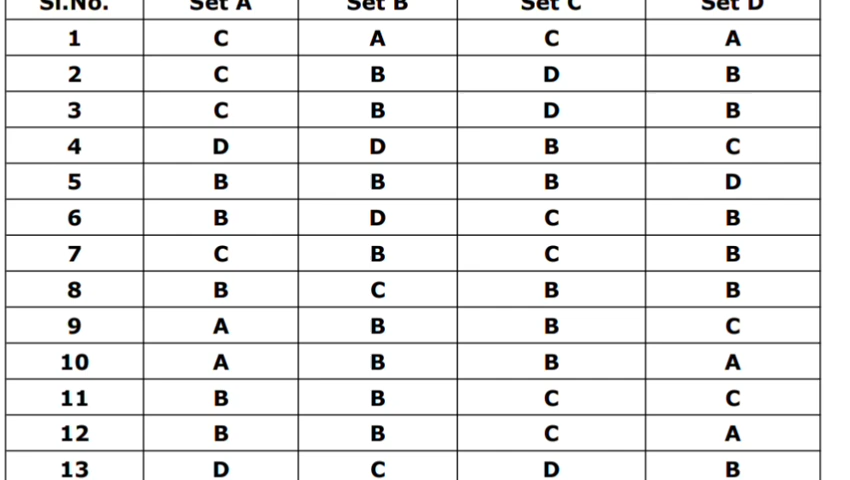 Sl.No. Set A Set B Set C Set D
1 C A C A
2 C B D B
3 C B D B
4 D D B C
5 B B B D
6 B D C B
7 C B C B
8 B C B B
9 A B B C
10 A B B A
11 B B C C
12 B B C A
13 D C D B